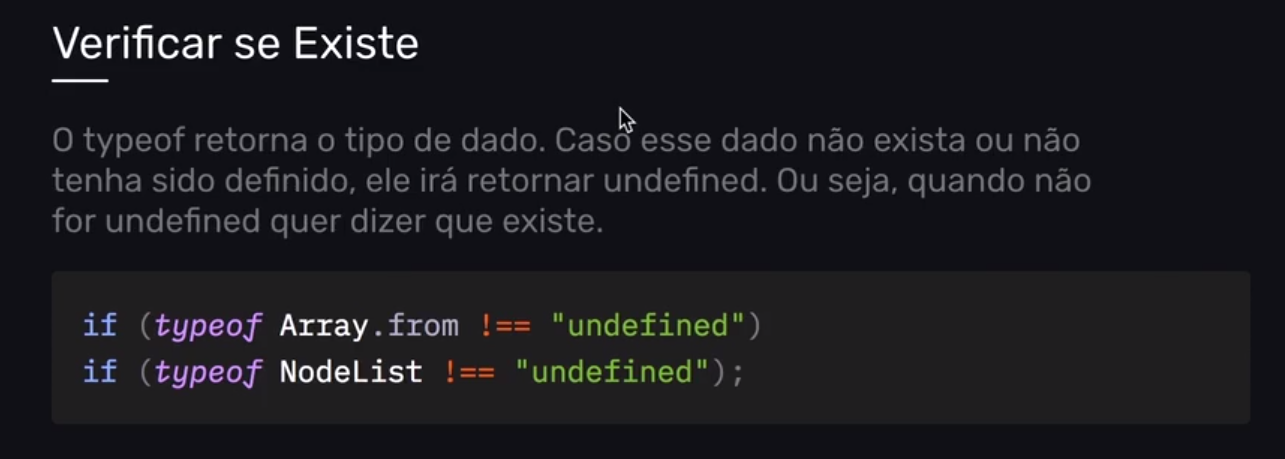 Verificar se Existe
O typeof retorna o tipo de dado. Caso esse dado não exista ou não
tenha sido definido, ele irá retornar undefined. Ou seja, quando não
for undefined quer dizer que existe.
if (typeof Array.from !== "undefined")
if (typeof NodeList !== "undefined");